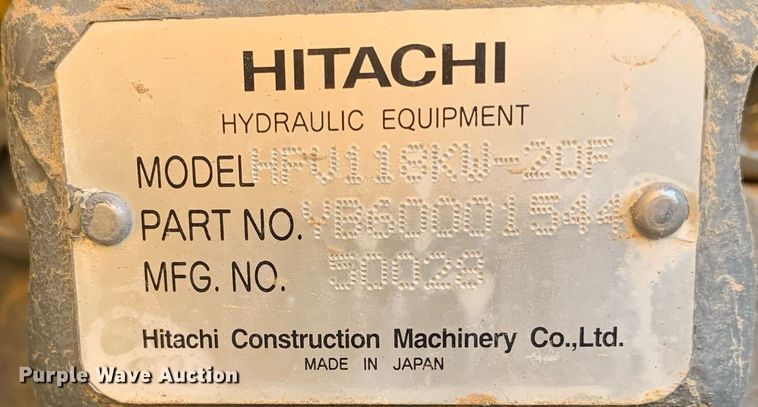 HITACHI
HYDRAULIC EQUIPMENT
MODEL HPV118KW-20F
PART NO. YB60001544
MFG. NO. 50028
Hitachi Construction Machinery Co.,Ltd.
MADE IN JAPAN
Purple Wave Auction